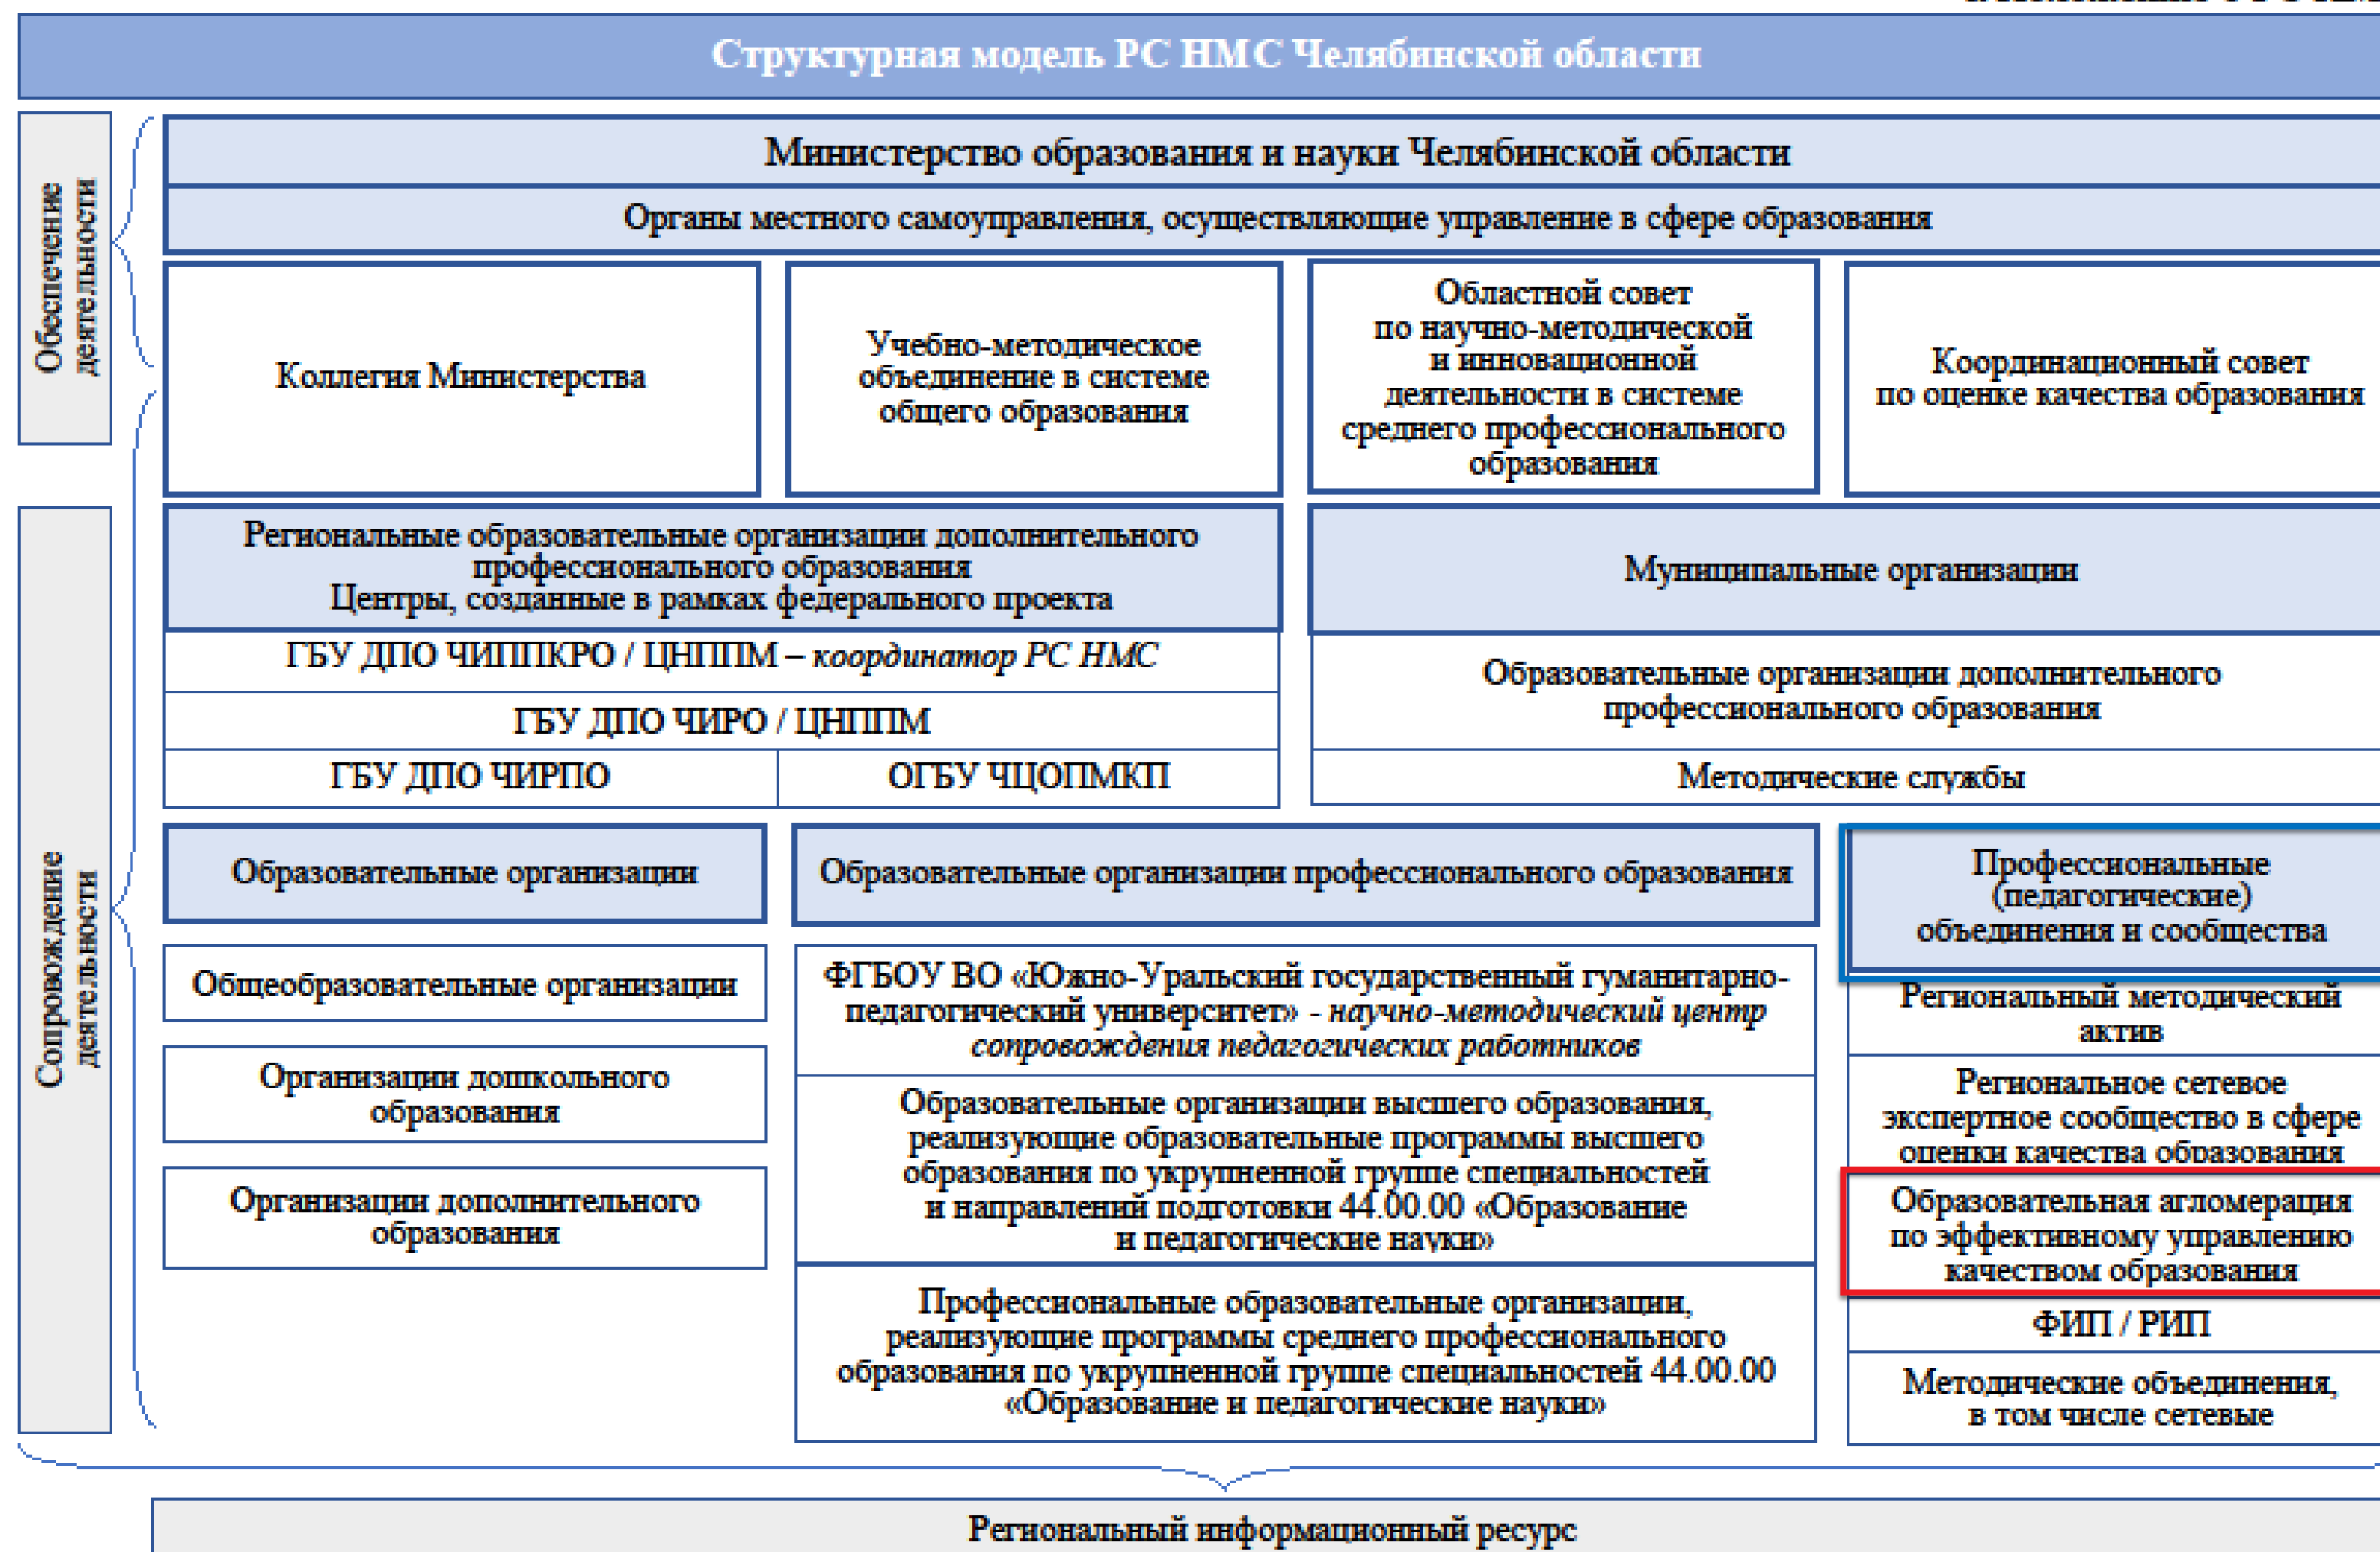 Структурная модель РС НМС Челябинской области
Обеспечение
деятельности
Министерство образования и науки Челябинской области
Органы местного самоуправления, осуществляющие управление в сфере образования
Коллегия Министерства
Учебно-методическое
объединение в системе
общего образования
Областной совет
по научно-методической
и инновационной
деятельности в системе
среднего профессионального
образования
Координационный совет
по оценке качества образования
Сопровождение
деятельности
Региональные образовательные организации дополнительного
профессионального образования
Центры, созданные в рамках федерального проекта
ГБУ ДПО ЧИППКРО / ЦНППМ – координатор РС НМС
ГБУ ДПО ЧИРО / ЦНППМ
ГБУ ДПО ЧИРПО
ОГБУ ЧЦОПМКП
Муниципальные организации
Образовательные организации дополнительного
профессионального образования
Методические службы
Образовательные организации
Общеобразовательные организации
Организации дошкольного
образования
Организации дополнительного
образования
Образовательные организации профессионального образования
ФГБОУ ВО «Южно-Уральский государственный гуманитарно-
педагогический университет» - научно-методический центр
сопровождения педагогических работников
Образовательные организации высшего образования,
реализующие образовательные программы высшего
образования по укрупненной группе специальностей
и направлений подготовки 44.00.00 «Образование
и педагогические науки»
Профессиональные образовательные организации,
реализующие программы среднего профессионального
образования по укрупненной группе специальностей 44.00.00
«Образование и педагогические науки»
Профессиональные
(педагогические)
объединения и сообщества
Региональный методический
актив
Региональное сетевое
экспертное сообщество в сфере
оценки качества образования
Образовательная агломерация
по эффективному управлению
качеством образования
ФИП / РИП
Методические объединения,
в том числе сетевые
Региональный информационный ресурс